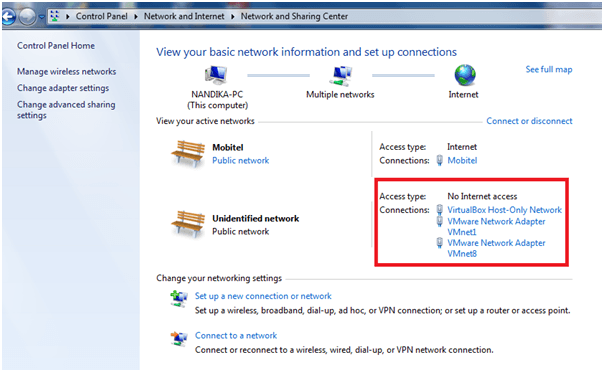 Control Panel ▸ Network and Internet ▸ Network and Sharing Center
Control Panel Home
Manage wireless networks
Change adapter settings
Change advanced sharing
settings
View your basic network information and set up connections
See full map
NANDIKA-PC
(This computer)
Multiple networks
Internet
View your active networks
Connect or disconnect
Mobitel
Public network
Access type: Internet
Connections: Mobitel
Unidentified network
Public network
Access type: No Internet access
Connections: VirtualBox Host-Only Network
VMware Network Adapter
VMnet1
VMware Network Adapter
VMnet8
Change your networking settings
Set up a new connection or network
Set up a wireless, broadband, dial-up, ad hoc, or VPN connection; or set up a router or access point.
Connect to a network
Connect or reconnect to a wireless, wired, dial-up, or VPN network connection.